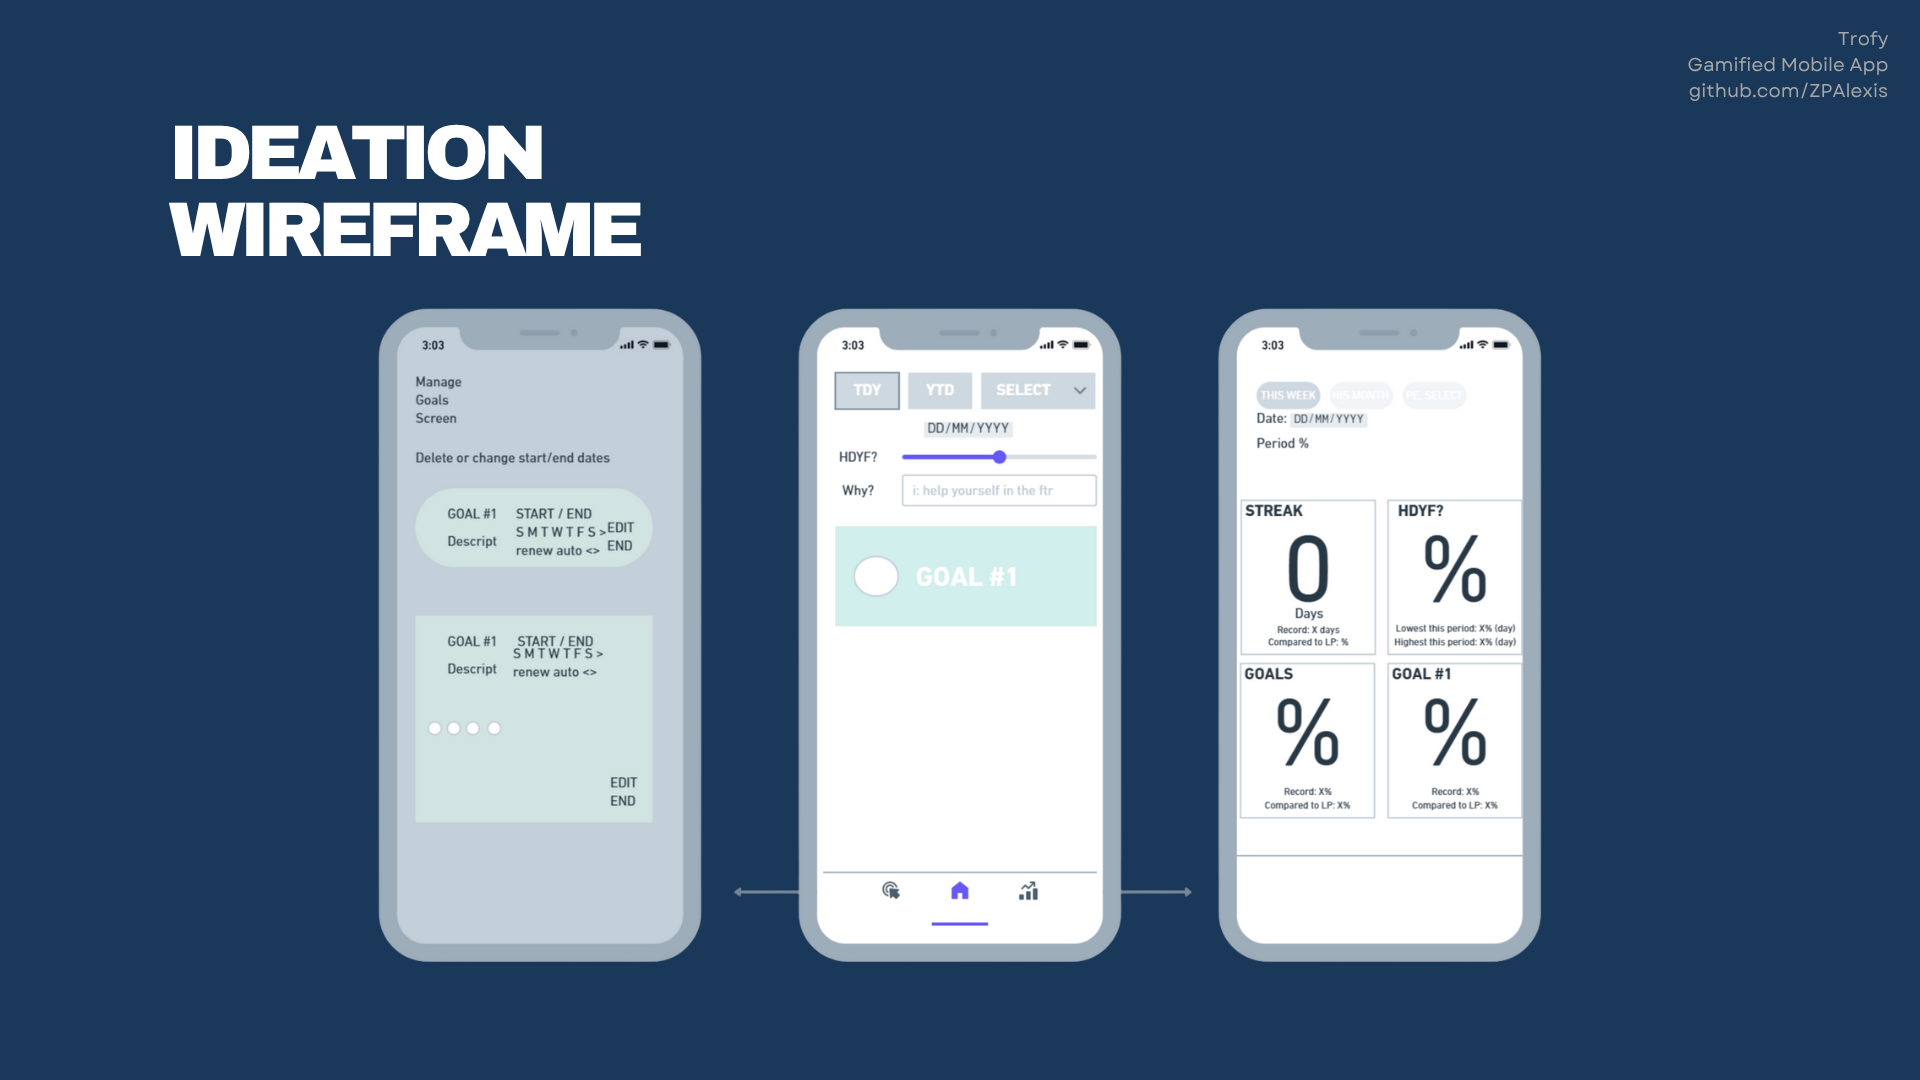 Trofy
Gamified Mobile App
github.com/ZPAlexis
IDEATION
WIREFRAME
3:03
Manage
Goals
Screen
Delete or change start/end dates
GOAL #1
START / END
S M T W T F S >
EDIT
Descript
renew auto <>
END
GOAL #1
START / END
S M T W T F S >
Descript
renew auto <>
EDIT
END
3:03
TDY
YTD
SELECT
DD/MM/YYYY
HDYF?
Why?
i: help yourself in the ftr
GOAL #1
3:03
THIS WEEK
HIS MONTH
PE: SELECT
Date: DD/MM/YYYY
Period %
STREAK
0
Days
Record: X days
Compared to LP: %
HDYF?
%
Lowest this period: X% (day)
Highest this period: X% (day)
GOALS
%
Record: X%
Compared to LP: X%
GOAL #1
%
Record: X%
Compared to LP: X%